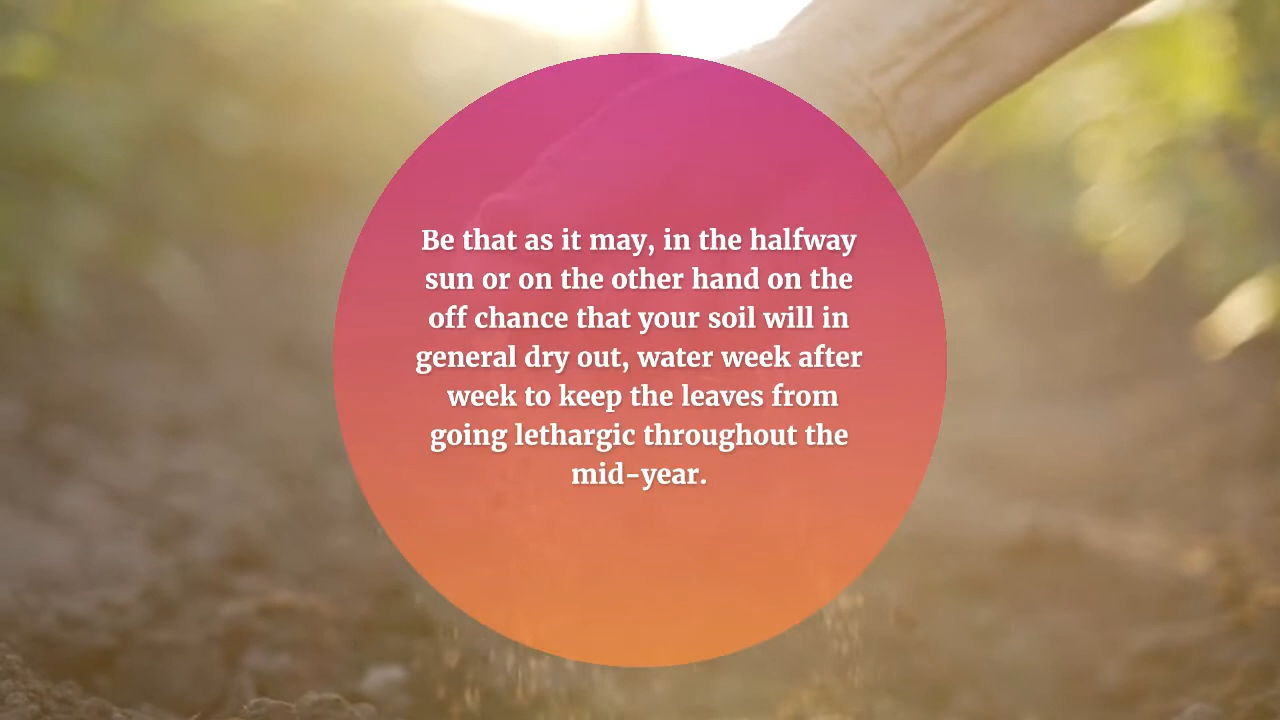 Be that as it may, in the halfway
sun or on the other hand on the
off chance that your soil will in
general dry out, water week after
week to keep the leaves from
going lethargic throughout the
mid-year.